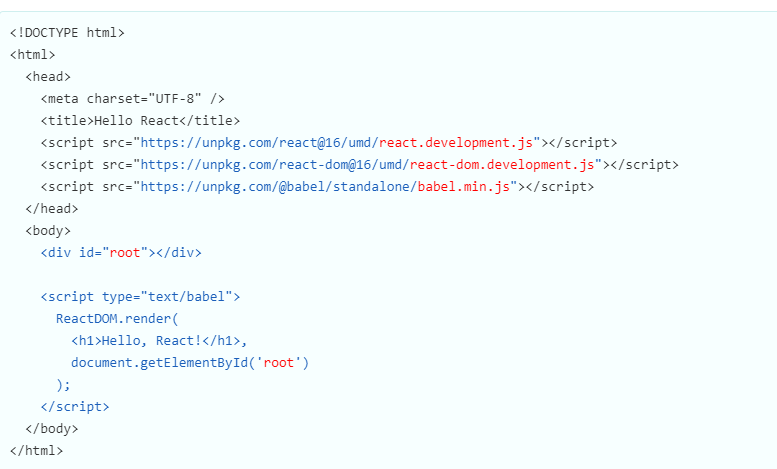 <!DOCTYPE html>
<html>
  <head>
    <meta charset="UTF-8" />
    <title>Hello React</title>
    <script src="https://unpkg.com/react@16/umd/react.development.js"></script>
    <script src="https://unpkg.com/react-dom@16/umd/react-dom.development.js"></script>
    <script src="https://unpkg.com/@babel/standalone/babel.min.js"></script>
  </head>
  <body>
    <div id="root"></div>

    <script type="text/babel">
      ReactDOM.render(
        <h1>Hello, React!</h1>,
        document.getElementById('root')
      );
    </script>
  </body>
</html>